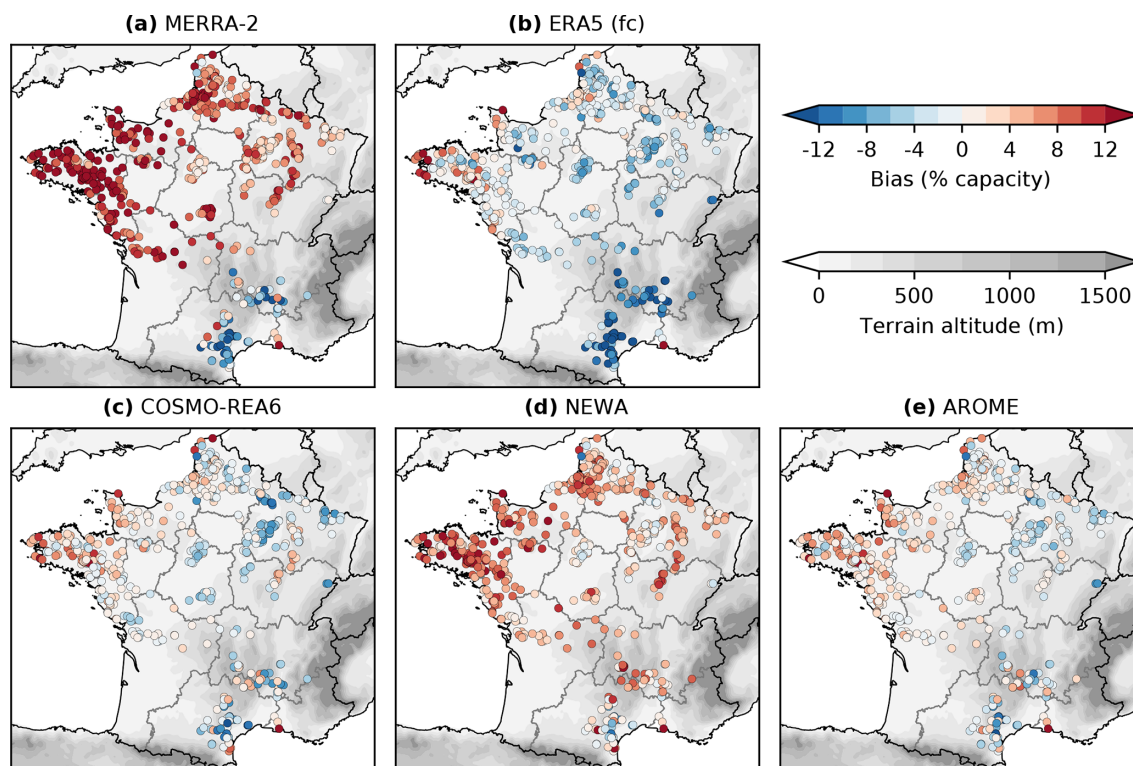 (a) MERRA-2
(b) ERA5 (fc)
-12 -8 -4 0 4 8 12
Bias (% capacity)
0 500 1000 1500
Terrain altitude (m)
(c) COSMO-REA6
(d) NEWA
(e) AROME